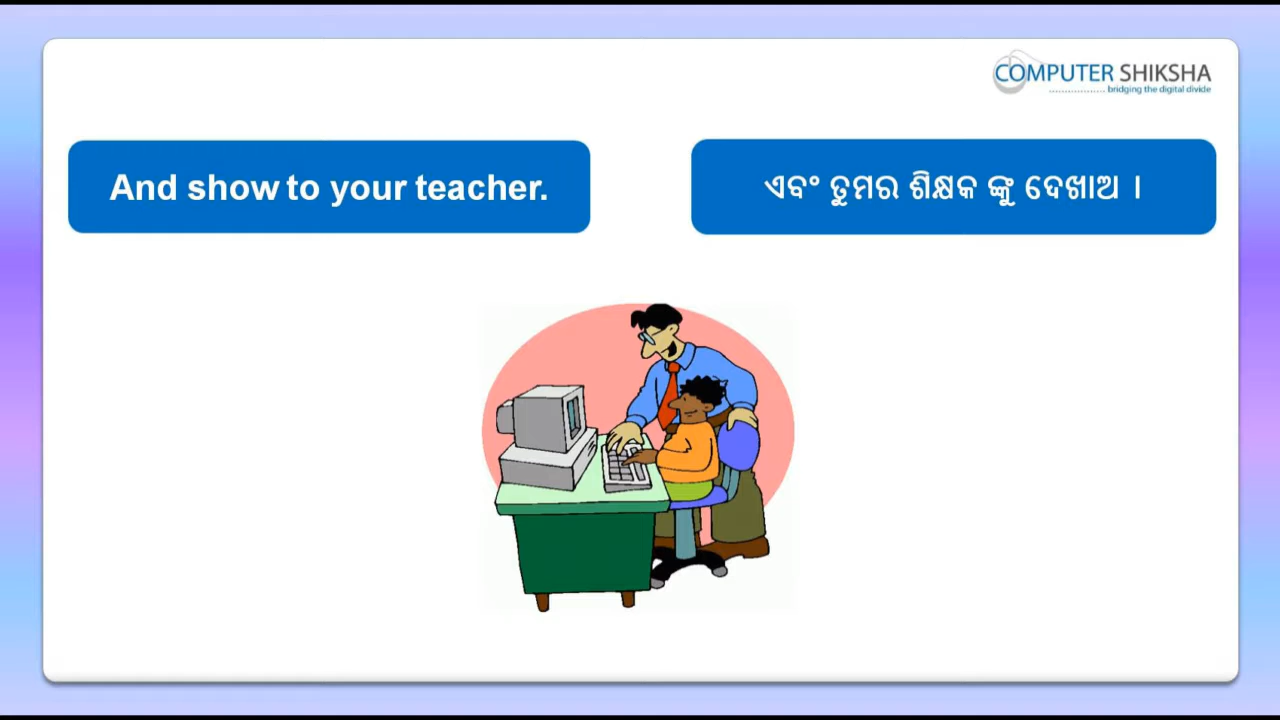 COMPUTER SHIKSHA
bridging the digital divide
And show to your teacher.
ଏବଂ ତୁମର ଶିକ୍ଷକ ଙ୍କୁ ଦେଖାଅ ।